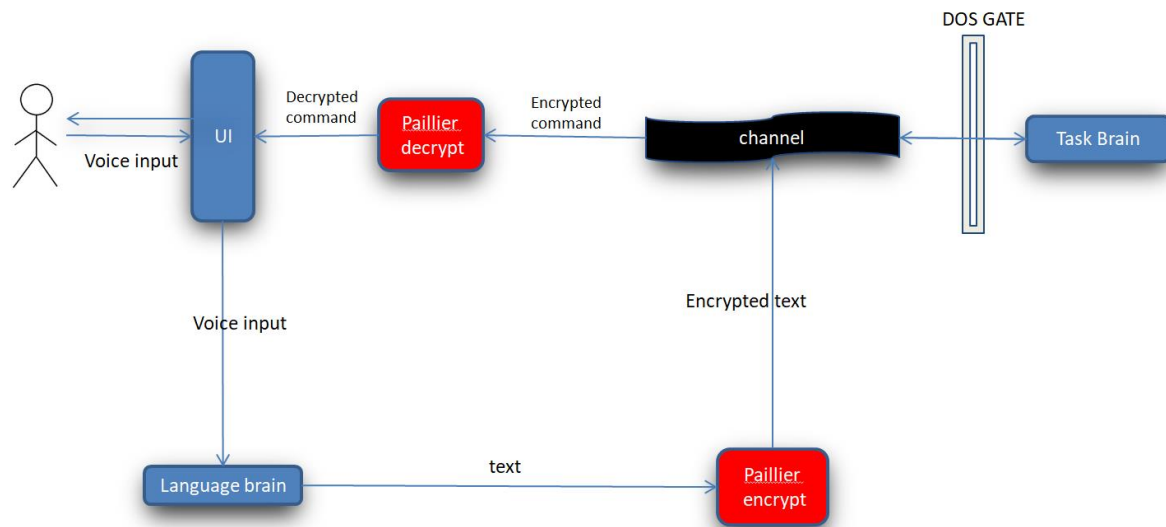 DOS GATE
Decrypted
command
Encrypted
command
Paillier
decrypt
UI
channel
Task Brain
Voice input
Encrypted text
Voice input
text
Language brain
Paillier
encrypt